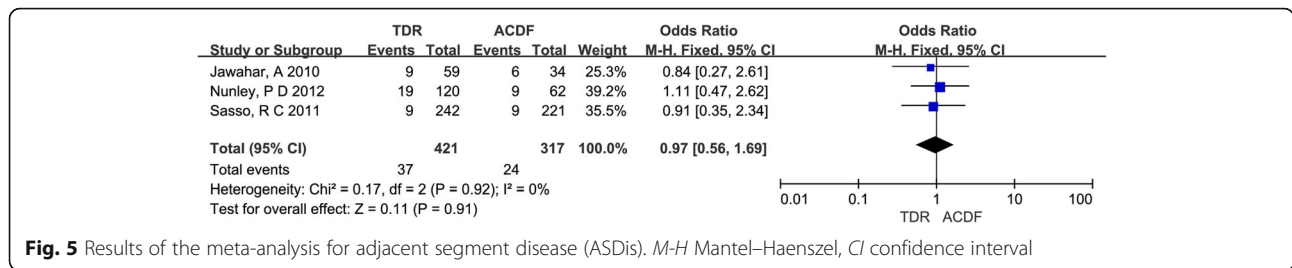 TDR ACDF Odds Ratio Odds Ratio
Study or Subgroup Events Total Events Total Weight M-H. Fixed. 95% CI M-H. Fixed. 95% CI
Jawahar, A 2010 9 59 6 34 25.3% 0.84 [0.27, 2.61]
Nunley, P D 2012 19 120 9 62 39.2% 1.11 [0.47, 2.62]
Sasso, R C 2011 9 242 9 221 35.5% 0.91 [0.35, 2.34]
Total (95% CI) 421 317 100.0% 0.97 [0.56, 1.69]
Total events 37 24
Heterogeneity: Chi² = 0.17, df = 2 (P = 0.92); I² = 0%
Test for overall effect: Z = 0.11 (P = 0.91)
0.01 0.1 1 10 100
TDR ACDF
Fig. 5 Results of the meta-analysis for adjacent segment disease (ASDis). M-H Mantel–Haenszel, CI confidence interval